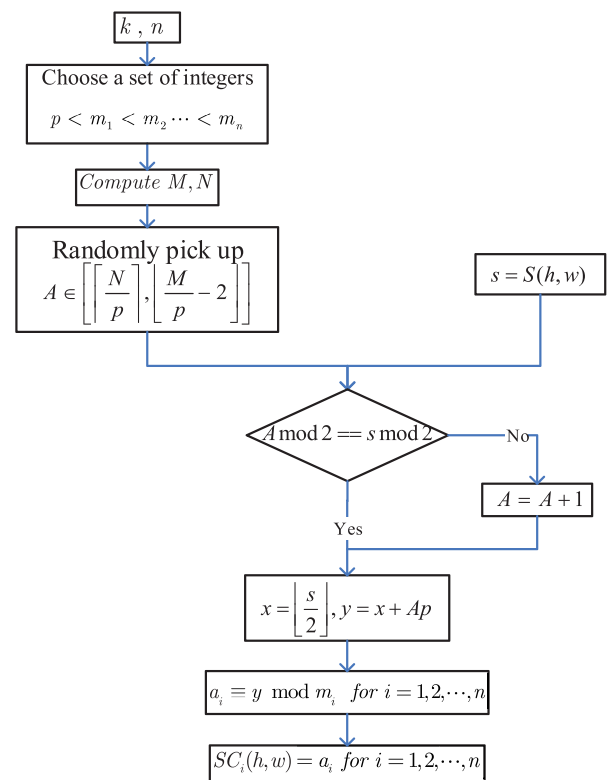 k , n
Choose a set of integers
p < m₁ < m₂ ⋯ < mₙ
Compute M, N
Randomly pick up
A ∈ [⌈N/p⌉, ⌊M/p − 2⌋]
s = S(h, w)
A mod 2 == s mod 2
No
A = A + 1
Yes
x = ⌊s/2⌋, y = x + Ap
aᵢ ≡ y mod mᵢ for i = 1,2,⋯,n
SCᵢ(h, w) = aᵢ for i = 1,2,⋯,n